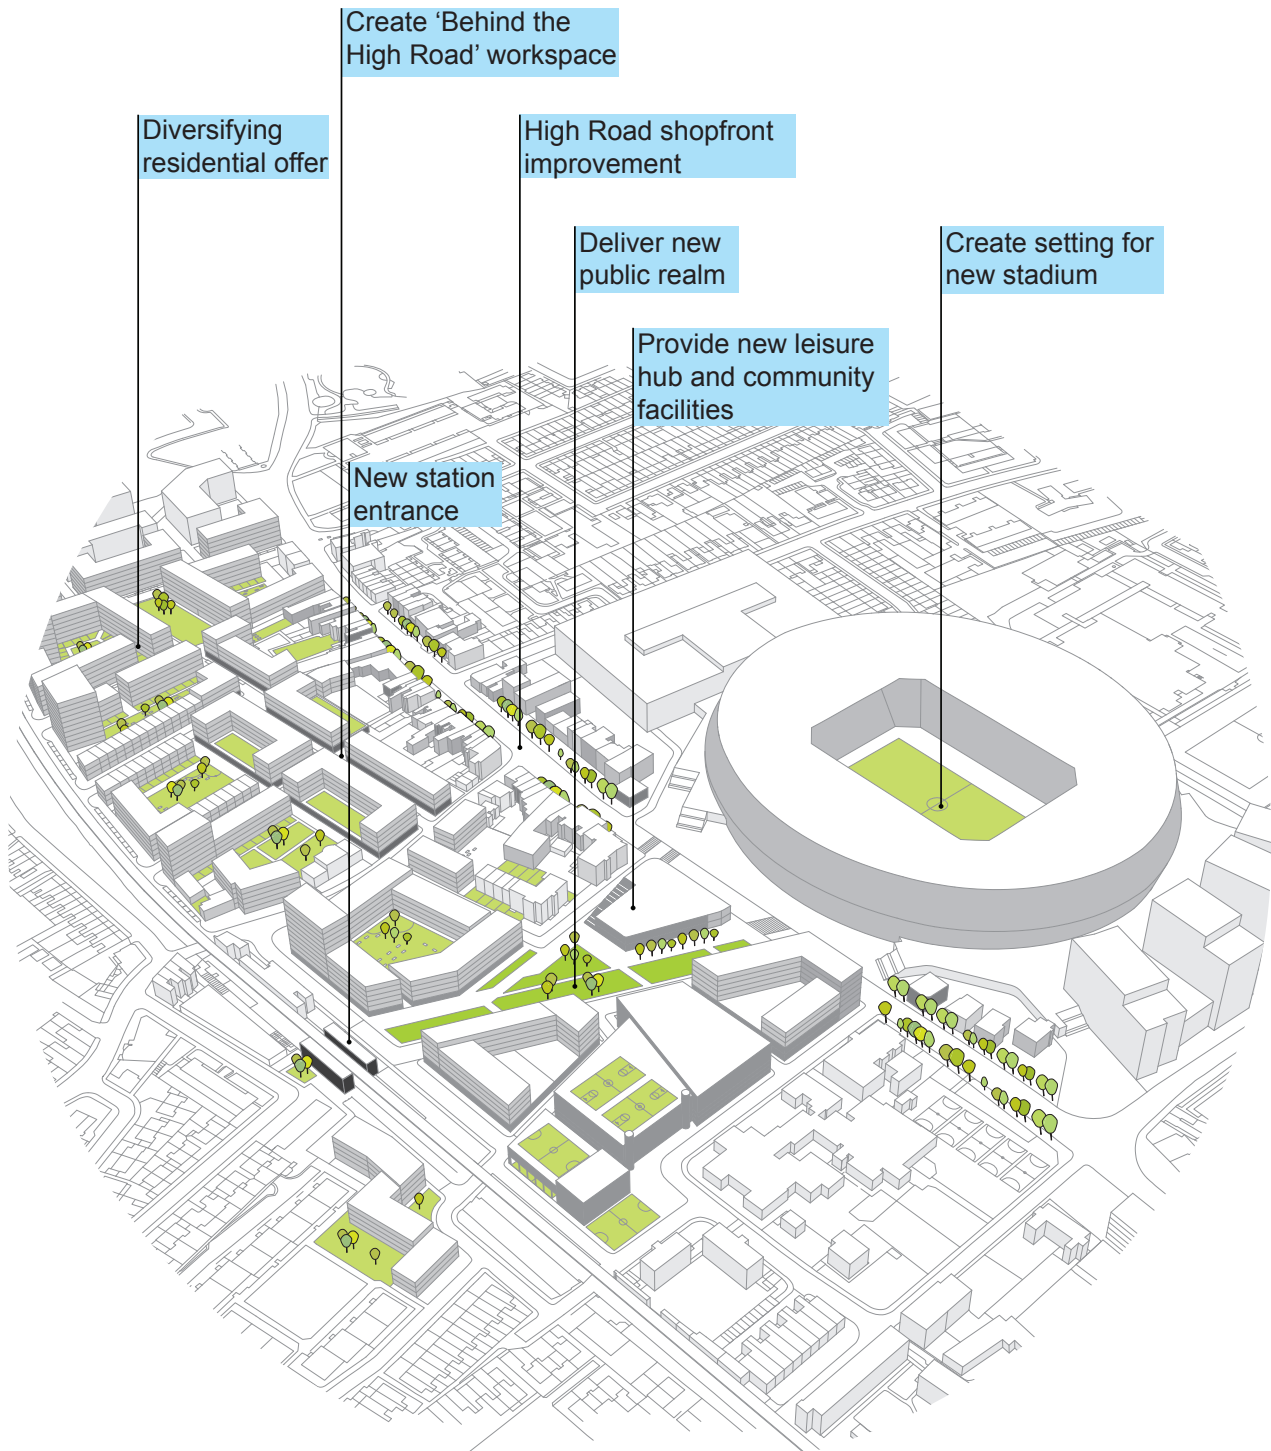 Create ‘Behind the
High Road’ workspace
Diversifying
residential offer
High Road shopfront
improvement
Deliver new
public realm
Create setting for
new stadium
Provide new leisure
hub and community
facilities
New station
entrance